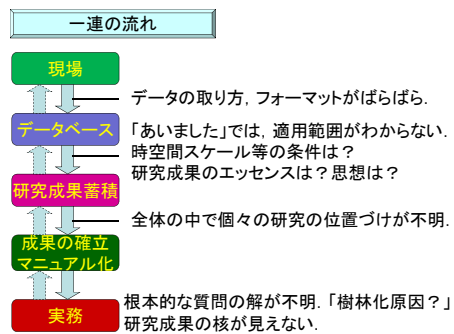 一連の流れ
現場
データの取り方，フォーマットがばらばら．
データベース
「あいました」では，適用範囲がわからない．
時空間スケール等の条件は？
研究成果のエッセンスは？思想は？
研究成果蓄積
全体の中で個々の研究の位置づけが不明．
成果の確立
マニュアル化
実務
根本的な質問の解が不明．「樹林化原因？」
研究成果の核が見えない．